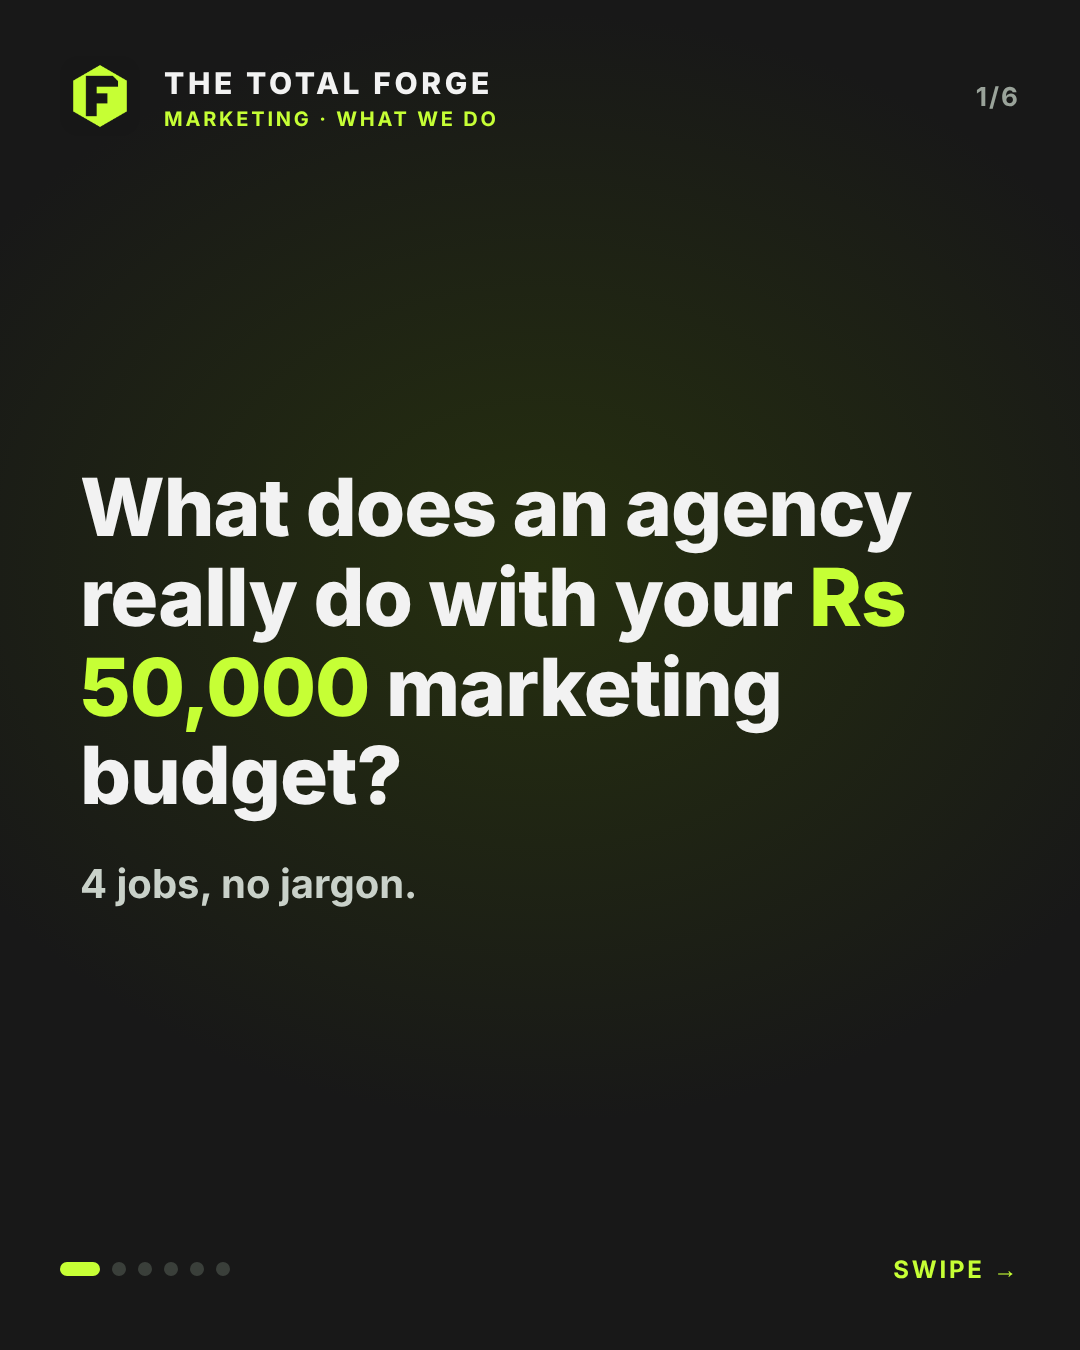 THE TOTAL FORGE
MARKETING · WHAT WE DO
1/6
What does an agency
really do with your Rs
50,000 marketing
budget?
4 jobs, no jargon.
SWIPE →